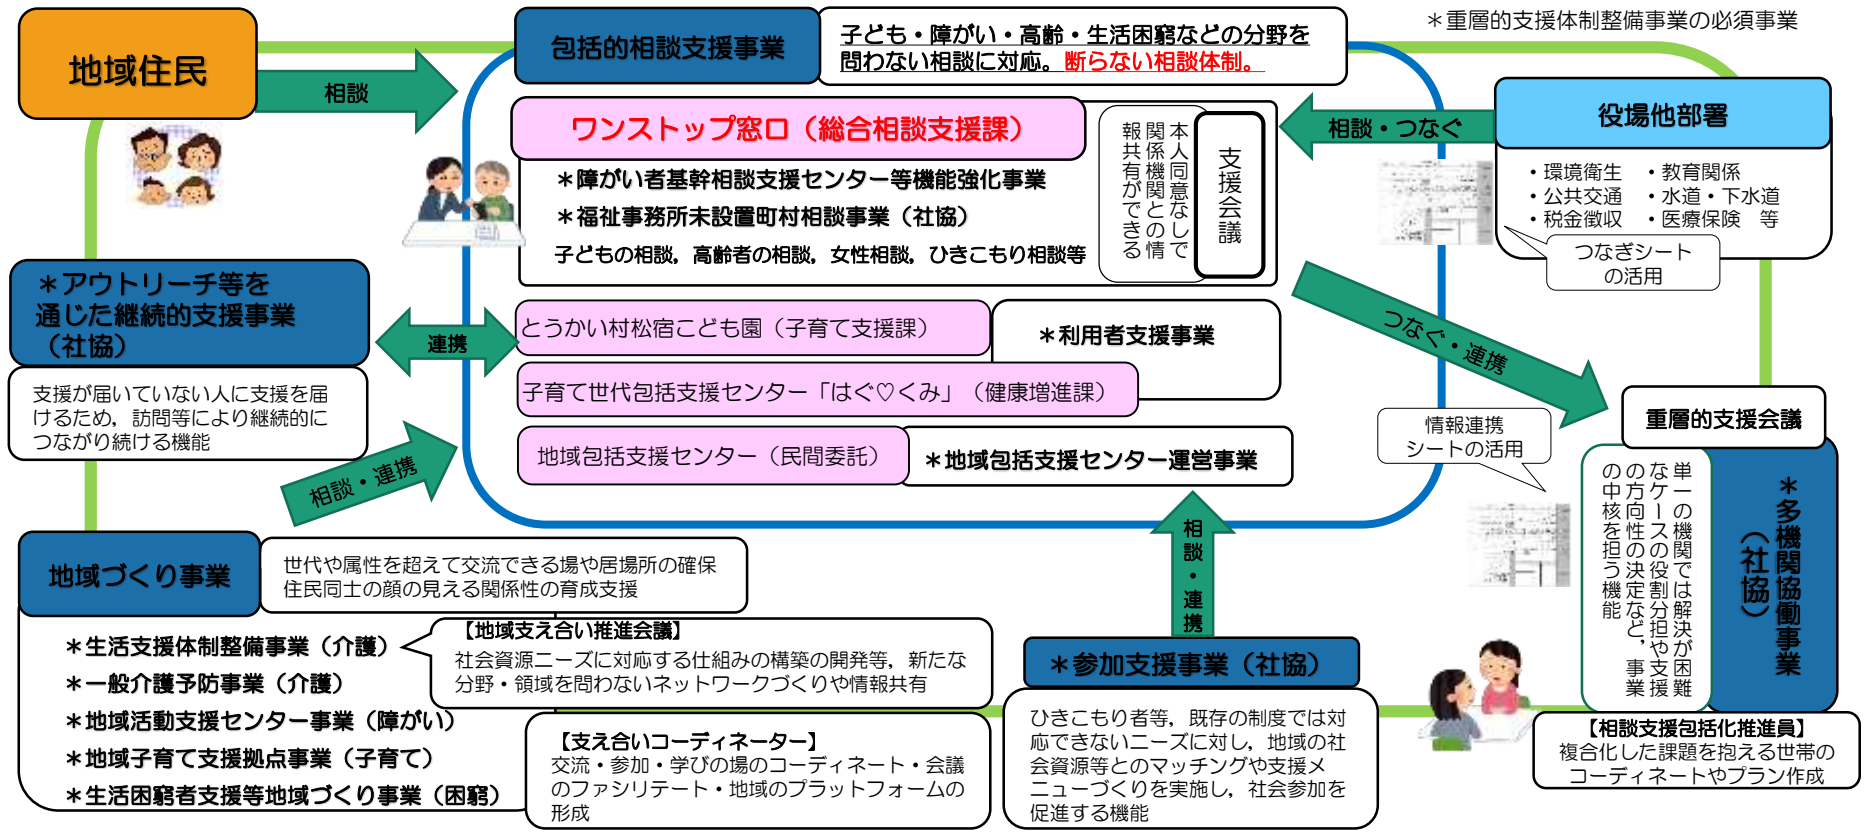 ＊重層的支援体制整備事業の必須事業
地域住民
相談
包括的相談支援事業
子ども・障がい・高齢・生活困窮などの分野を
問わない相談に対応。断らない相談体制。
ワンストップ窓口（総合相談支援課）
＊障がい者基幹相談支援センター等機能強化事業
＊福祉事務所未設置町村相談事業（社協）
子どもの相談，高齢者の相談，女性相談，ひきこもり相談等
支援会議
本人同意なしで
関係機関との情
報共有ができる
相談・つなぐ
役場他部署
・環境衛生　・教育関係
・公共交通　・水道・下水道
・税金徴収　・医療保険　等
つなぎシート
の活用
＊アウトリーチ等を
通じた継続的支援事業
（社協）
支援が届いていない人に支援を届
けるため，訪問等により継続的に
つながり続ける機能
連携
とうかい村松宿こども園（子育て支援課）
＊利用者支援事業
子育て世代包括支援センター「はぐ♡くみ」（健康増進課）
地域包括支援センター（民間委託）
＊地域包括支援センター運営事業
つなぐ・連携
情報連携
シートの活用
重層的支援会議
＊多機関協働事業
（社協）
単一の機関では解決が困難
なケースの役割分担や支援
の方向性の決定など，事業
の中核を担う機能
【相談支援包括化推進員】
複合化した課題を抱える世帯の
コーディネートやプラン作成
相談・連携
地域づくり事業
世代や属性を超えて交流できる場や居場所の確保
住民同士の顔の見える関係性の育成支援
＊生活支援体制整備事業（介護）
＊一般介護予防事業（介護）
＊地域活動支援センター事業（障がい）
＊地域子育て支援拠点事業（子育て）
＊生活困窮者支援等地域づくり事業（困窮）
【地域支え合い推進会議】
社会資源ニーズに対応する仕組みの構築の開発等，新たな
分野・領域を問わないネットワークづくりや情報共有
【支え合いコーディネーター】
交流・参加・学びの場のコーディネート・会議
のファシリテート・地域のプラットフォームの
形成
相談・連携
＊参加支援事業（社協）
ひきこもり者等，既存の制度では対
応できないニーズに対し，地域の社
会資源等とのマッチングや支援メ
ニューづくりを実施し，社会参加を
促進する機能